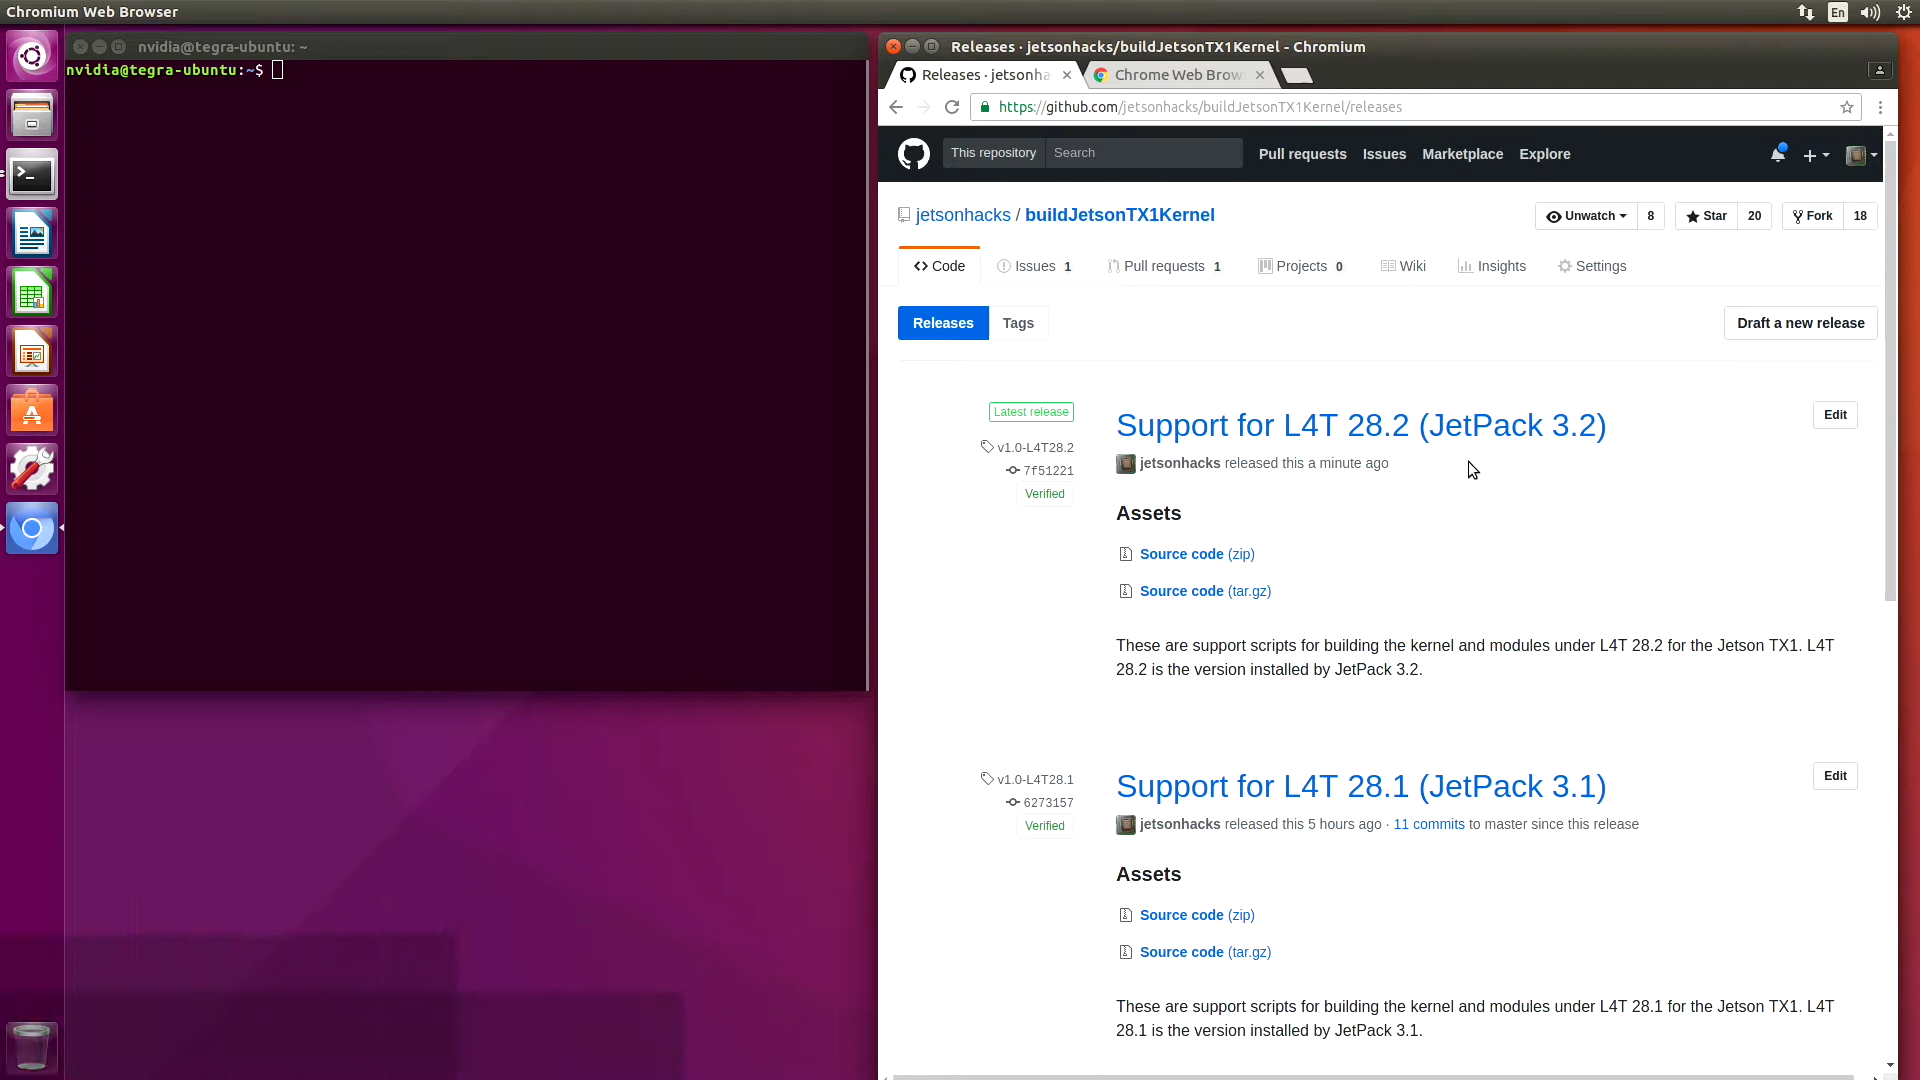 Chromium Web Browser
En
nvidia@tegra-ubuntu: ~
nvidia@tegra-ubuntu:~$
Releases · jetsonhacks/buildJetsonTX1Kernel - Chromium
Releases · jetsonha
Chrome Web Brow
https://github.com/jetsonhacks/buildJetsonTX1Kernel/releases
This repository
Search
Pull requests
Issues
Marketplace
Explore
jetsonhacks / buildJetsonTX1Kernel
Unwatch 8
Star 20
Fork 18
Code
Issues 1
Pull requests 1
Projects 0
Wiki
Insights
Settings
Releases
Tags
Draft a new release
Latest release
v1.0-L4T28.2
7f51221
Verified
Support for L4T 28.2 (JetPack 3.2)
Edit
jetsonhacks released this a minute ago
Assets
Source code (zip)
Source code (tar.gz)
These are support scripts for building the kernel and modules under L4T 28.2 for the Jetson TX1. L4T
28.2 is the version installed by JetPack 3.2.
v1.0-L4T28.1
6273157
Verified
Support for L4T 28.1 (JetPack 3.1)
Edit
jetsonhacks released this 5 hours ago · 11 commits to master since this release
Assets
Source code (zip)
Source code (tar.gz)
These are support scripts for building the kernel and modules under L4T 28.1 for the Jetson TX1. L4T
28.1 is the version installed by JetPack 3.1.